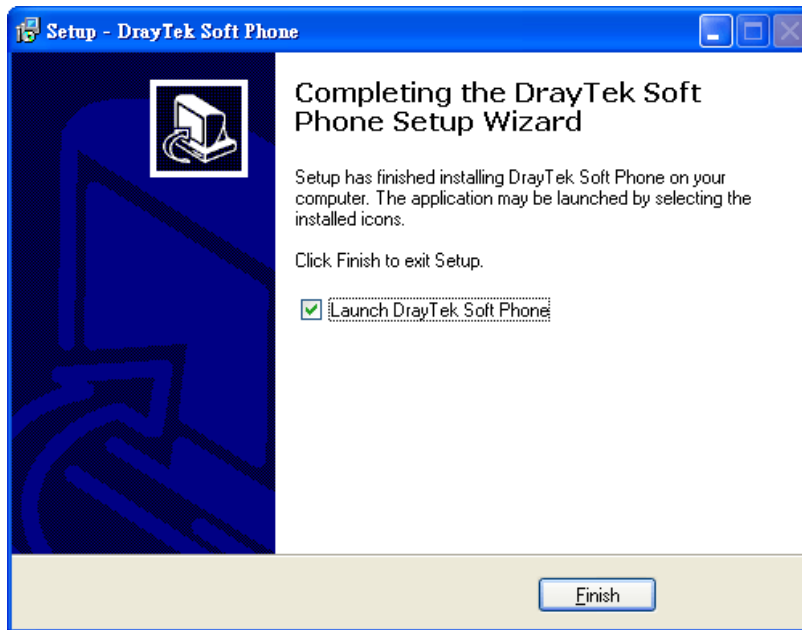 Setup - DrayTek Soft Phone
Completing the DrayTek Soft
Phone Setup Wizard
Setup has finished installing DrayTek Soft Phone on your
computer. The application may be launched by selecting the
installed icons.
Click Finish to exit Setup.
Launch DrayTek Soft Phone
Finish